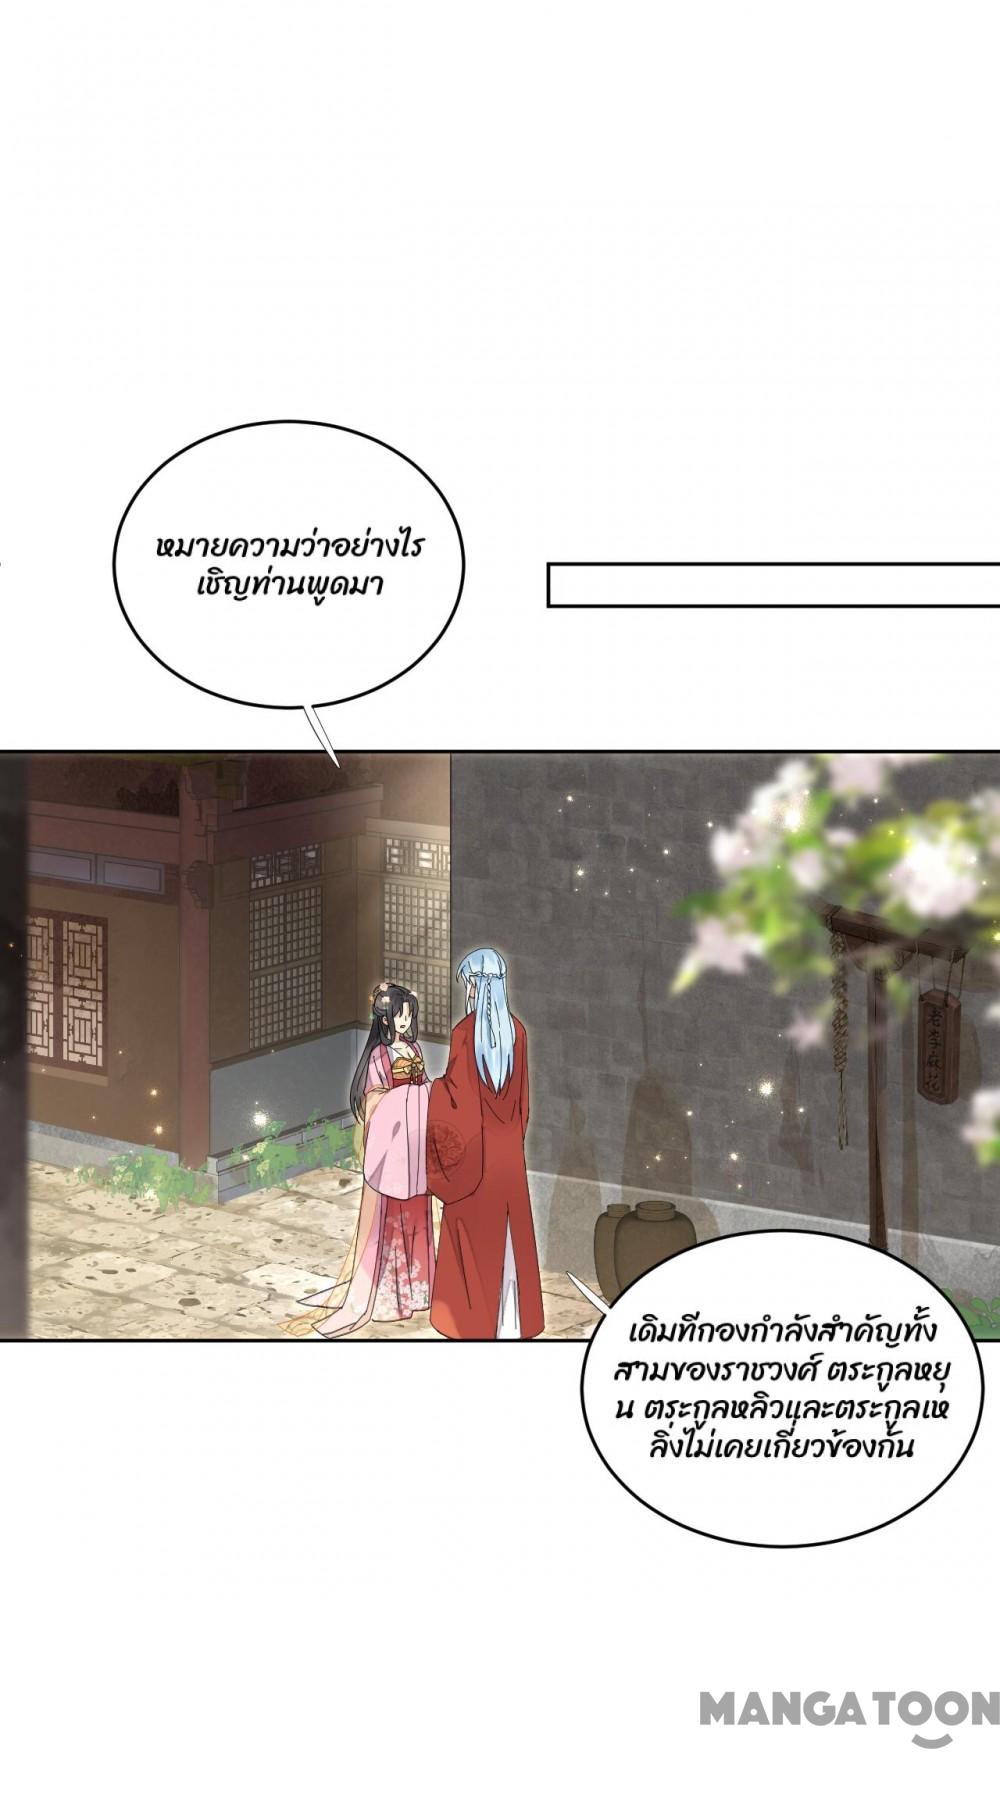 หมายความว่าอย่างไร
เชิญท่านพูดมา
老李麻花
เดิมทีกองกำลังสำคัญทั้ง
สามของราชวงศ์ ตระกูลหยุ
น ตระกูลหลิวและตระกูลเห
ลิ่งไม่เคยเกี่ยวข้องกัน
MANGATOON